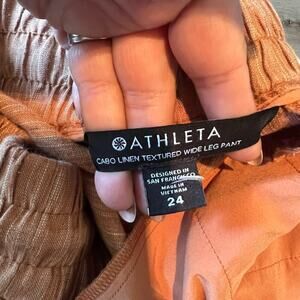 ATHLETA
CABO LINEN TEXTURED WIDE LEG PANT
DESIGNED IN
SAN FRANCISCO
MADE IN
VIETNAM
24